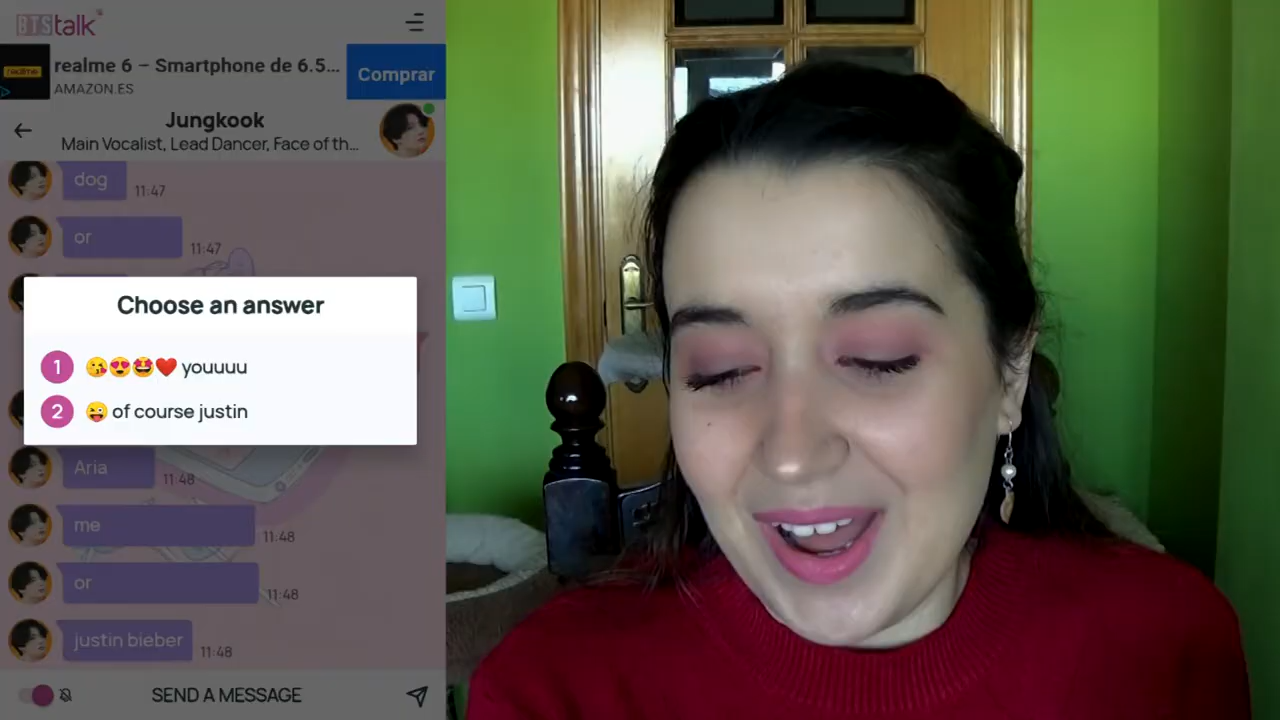 BTStalk
realme 6 – Smartphone de 6.5...
AMAZON.ES
Comprar
realme
Jungkook
Main Vocalist, Lead Dancer, Face of th...
dog
11:47
or
11:47
Choose an answer
1 😘😍🤩❤️ youuuu
2 😜 of course justin
Aria
11:48
me
11:48
or
11:48
justin bieber
11:48
SEND A MESSAGE